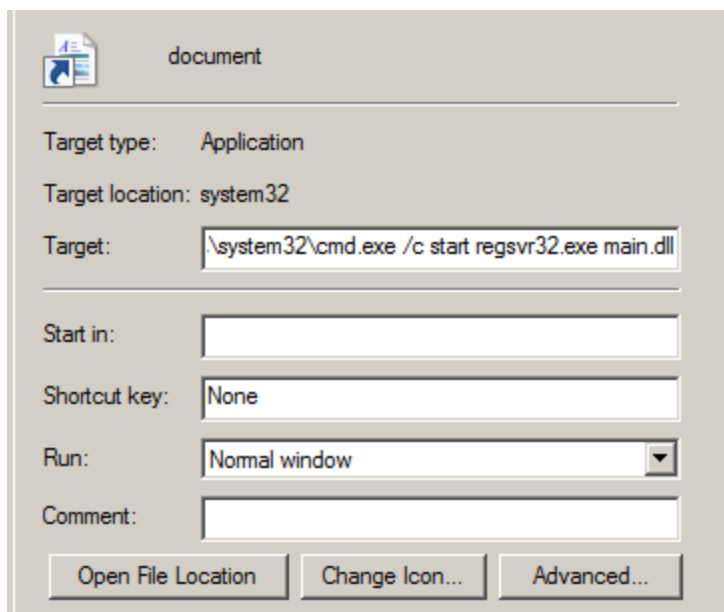 document
Target type: Application
Target location: system32
Target: .\system32\cmd.exe /c start regsvr32.exe main.dll
Start in:
Shortcut key: None
Run: Normal window
Comment:
Open File Location Change Icon... Advanced...